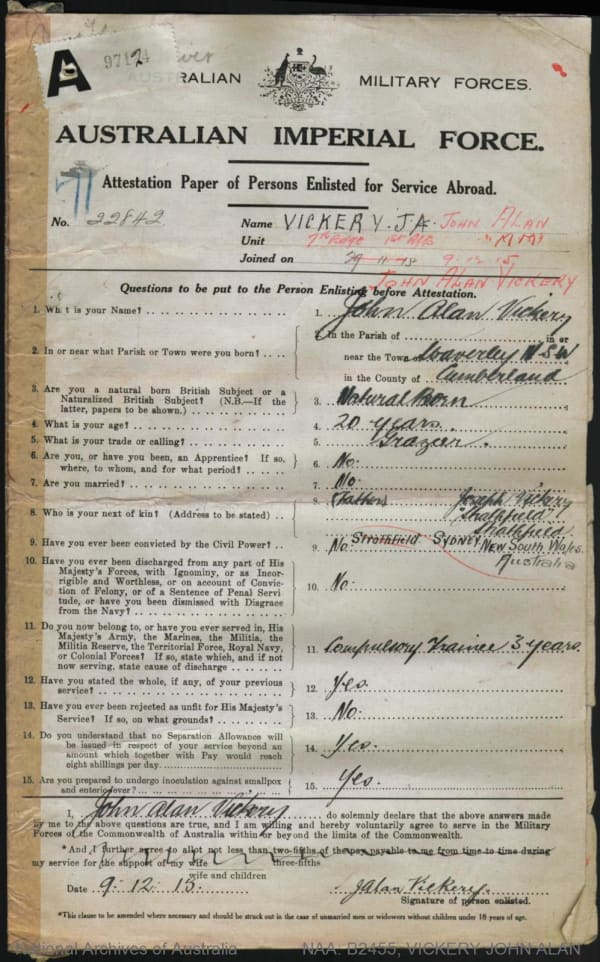 A
97124
AUSTRALIAN MILITARY FORCES.
AUSTRALIAN IMPERIAL FORCE.
Attestation Paper of Persons Enlisted for Service Abroad.
No. 22842 Name VICKERY. J.A. JOHN ALAN
Unit "MM"
Joined on 29 11 15 9.12.15
JOHN ALAN VICKERY
Questions to be put to the Person Enlisting before Attestation.
1. What is your Name? 1. John Alan Vickery
2. In or near what Parish or Town were you born? 2. In the Parish of in or
near the Town of Waverley NSW
in the County of Cumberland
3. Are you a natural born British Subject or a
Naturalized British Subject? (N.B.—If the
latter, papers to be shown.) 3. Natural Born
4. What is your age? 4. 20 years.
5. What is your trade or calling? 5. Grazier.
6. Are you, or have you been, an Apprentice? If so,
where, to whom, and for what period? 6. No.
7. Are you married? 7. No.
8. Who is your next of kin? (Address to be stated) 8. (Father) Joseph Vickery
Strathfield SYDNEY
NEW South Wales.
Australia
9. Have you ever been convicted by the Civil Power? 9. No
10. Have you ever been discharged from any part of His
Majesty's Forces, with Ignominy, or as Incor-
rigible and Worthless, or on account of Convic-
tion of Felony, or of a Sentence of Penal Servi-
tude, or have you been dismissed with Disgrace
from the Navy? 10. No.
11. Do you now belong to, or have you ever served in, His
Majesty's Army, the Marines, the Militia, the
Militia Reserve, the Territorial Force, Royal Navy,
or Colonial Forces? If so, state which, and if not
now serving, state cause of discharge 11. Compulsory Trainee 3 years.
12. Have you stated the whole, if any, of your previous
service? 12. Yes.
13. Have you ever been rejected as unfit for His Majesty's
Service? If so, on what grounds? 13. No.
14. Do you understand that no Separation Allowance will
be issued in respect of your service beyond an
amount which together with Pay would reach
eight shillings per day. 14. Yes.
15. Are you prepared to undergo inoculation against smallpox
and enteric fever? 15. Yes.
I, John Alan Vickery do solemnly declare that the above answers made
by me to the above questions are true, and I am willing and hereby voluntarily agree to serve in the Military
Forces of the Commonwealth of Australia within or beyond the limits of the Commonwealth.
*And I further agree to allot not less than two-fifths of the pay payable to me from time to time during
three-fifths
my service for the support of my wife
wife and children
Date 9.12.15. J Alan Vickery.
Signature of person enlisted.
*This clause to be amended where necessary and should be struck out in the case of unmarried men or widowers without children under 18 years of age.
National Archives of Australia NAA: B2455, VICKERY JOHN ALAN